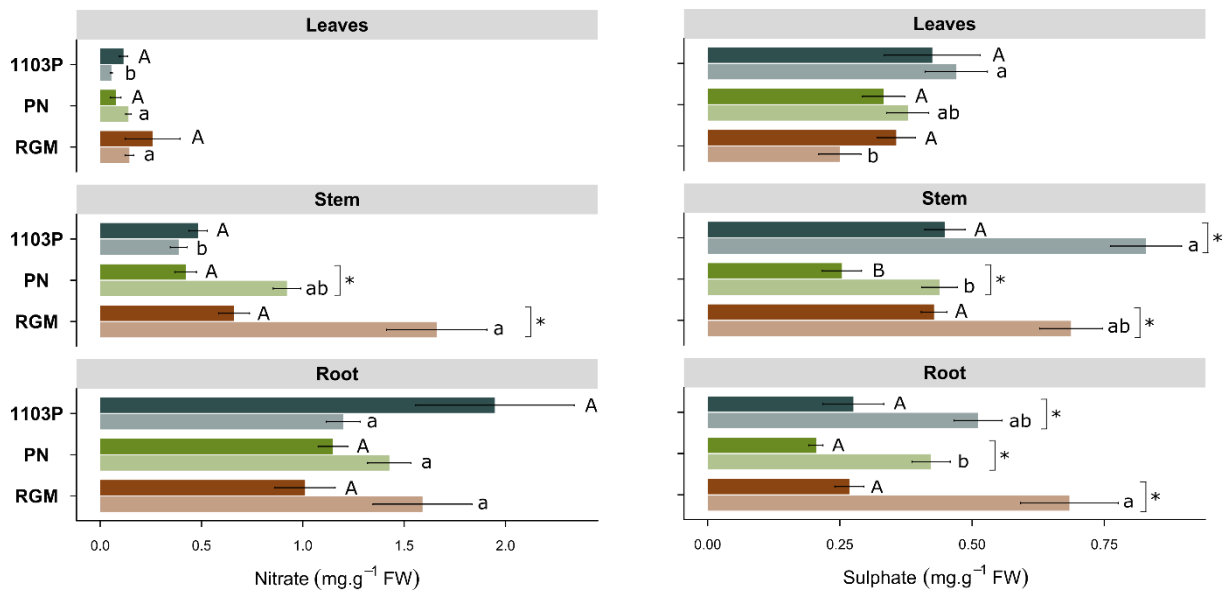 Leaves
1103P A
b
PN A
a
RGM A
a
Stem
1103P A
b
PN A *
ab
RGM A
a *
Root
1103P A
a
PN A
a
RGM A
a
0.0 0.5 1.0 1.5 2.0
Nitrate (mg.g⁻¹ FW)
Leaves
A
a
A
ab
A
b
Stem
A
a *
B
b *
A
ab *
Root
A
ab *
A
b *
A
a *
0.00 0.25 0.50 0.75
Sulphate (mg.g⁻¹ FW)